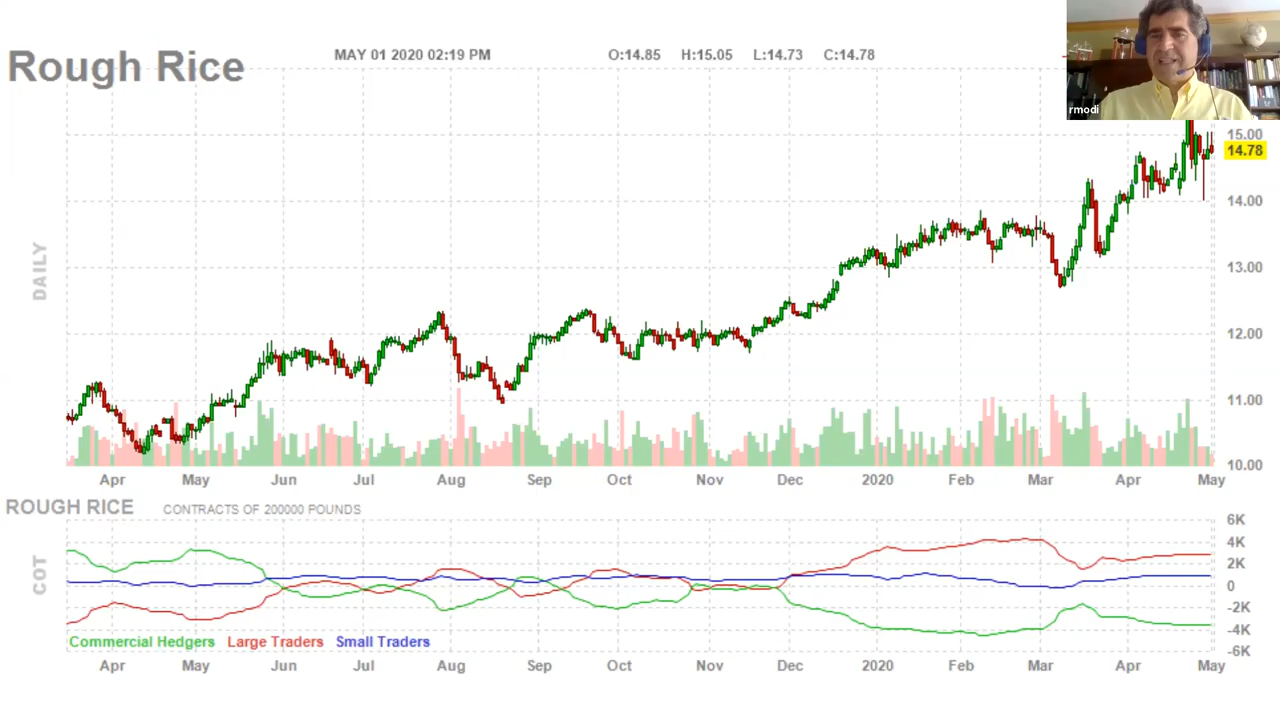 Rough Rice
MAY 01 2020 02:19 PM O:14.85 H:15.05 L:14.73 C:14.78
rmodi
DAILY
15.00
14.78
14.00
13.00
12.00
11.00
10.00
Apr May Jun Jul Aug Sep Oct Nov Dec 2020 Feb Mar Apr May
ROUGH RICE CONTRACTS OF 200000 POUNDS
COT
6K
4K
2K
0
-2K
-4K
-6K
Commercial Hedgers Large Traders Small Traders
Apr May Jun Jul Aug Sep Oct Nov Dec 2020 Feb Mar Apr May